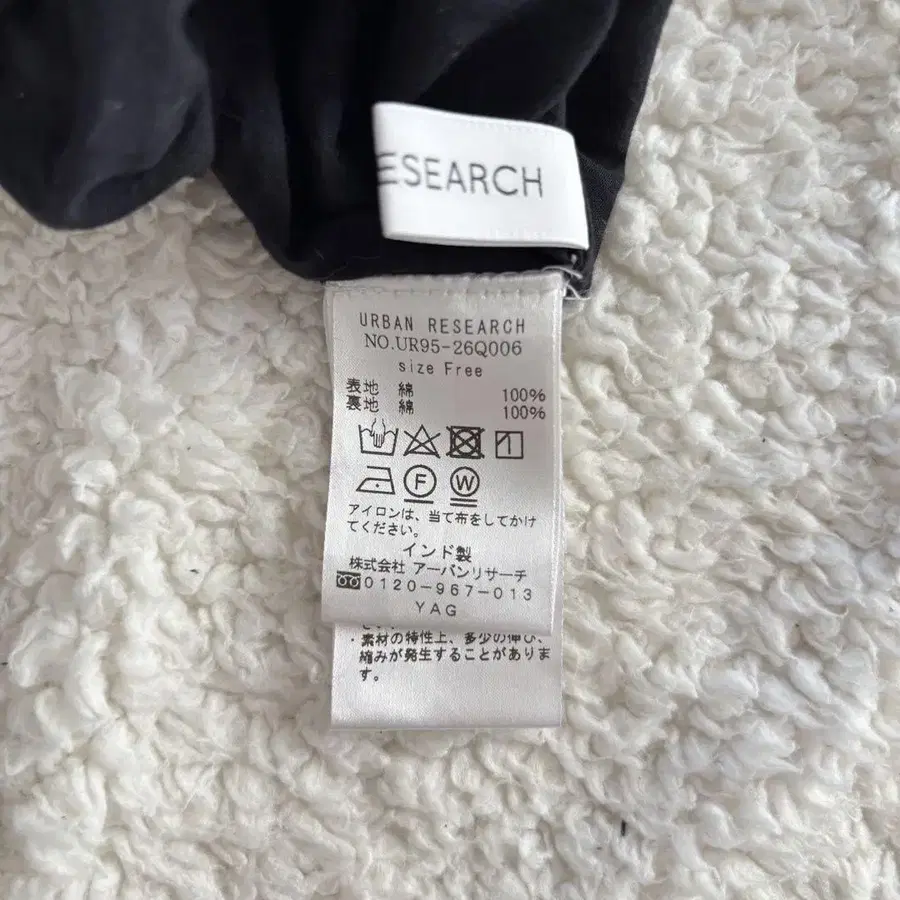 ESEARCH
URBAN RESEARCH
NO.UR95-26Q006
size Free
表地 綿 100%
裏地 綿 100%
F W
アイロンは、当て布をしてかけ
てください。
インド製
株式会社 アーバンリサーチ
0120-967-013
YAG
・素材の特性上、多少の伸び、
縮みが発生することがありま
す。